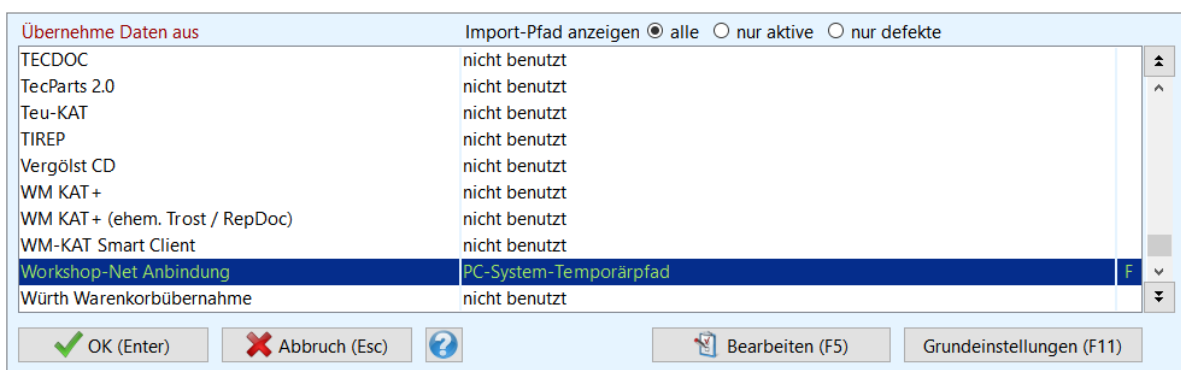 Übernehme Daten aus Import-Pfad anzeigen alle nur aktive nur defekte
TECDOC nicht benutzt
TecParts 2.0 nicht benutzt
Teu-KAT nicht benutzt
TIREP nicht benutzt
Vergölst CD nicht benutzt
WM KAT+ nicht benutzt
WM KAT+ (ehem. Trost / RepDoc) nicht benutzt
WM-KAT Smart Client nicht benutzt
Workshop-Net Anbindung PC-System-Temporärpfad F
Würth Warenkorbübernahme nicht benutzt
OK (Enter) Abbruch (Esc) ? Bearbeiten (F5) Grundeinstellungen (F11)